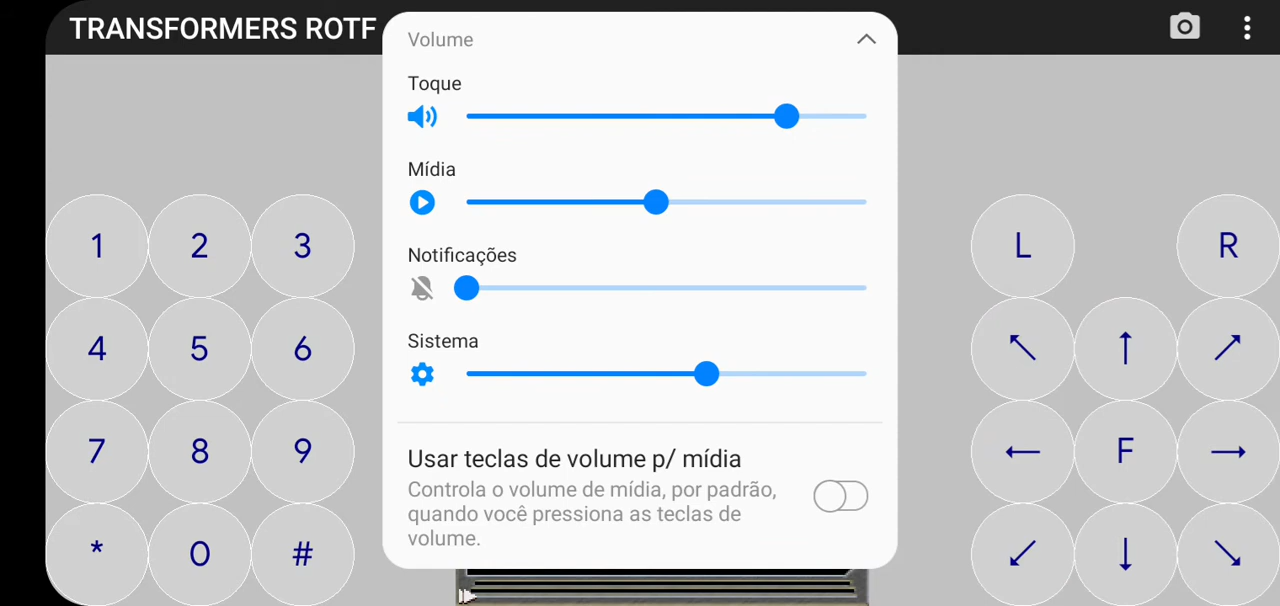 TRANSFORMERS ROTF
Volume
Toque
Mídia
Notificações
Sistema
Usar teclas de volume p/ mídia
Controla o volume de mídia, por padrão,
quando você pressiona as teclas de
volume.
1 2 3
4 5 6
7 8 9
* 0 #
L R
↖ ↑ ↗
← F →
↙ ↓ ↘